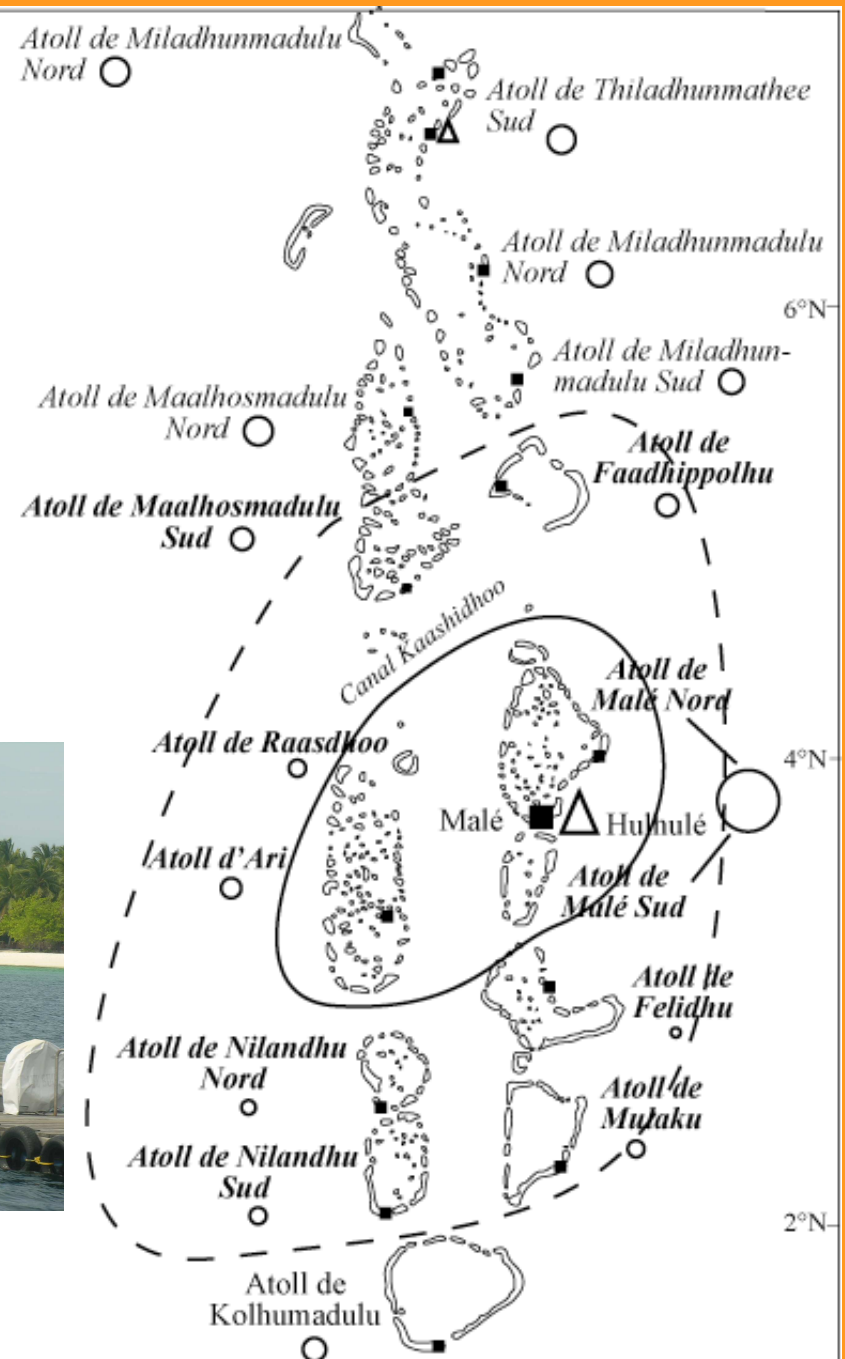 Atoll de Miladhunmadulu
Nord
Atoll de Thiladhunmathee
Sud
Atoll de Miladhunmadulu
Nord
6°N
Atoll de Miladhun-
madulu Sud
Atoll de Maalhosmadulu
Nord
Atoll de
Faadhippolhu
Atoll de Maalhosmadulu
Sud
Canal Kaashidhoo
Atoll de
Malé Nord
Atoll de Raasdhoo
4°N
Malé
Hulhulé
Atoll d'Ari
Atoll de
Malé Sud
Atoll de
Felidhu
Atoll de Nilandhu
Nord
Atoll de
Mulaku
Atoll de Nilandhu
Sud
2°N
Atoll de
Kolhumadulu